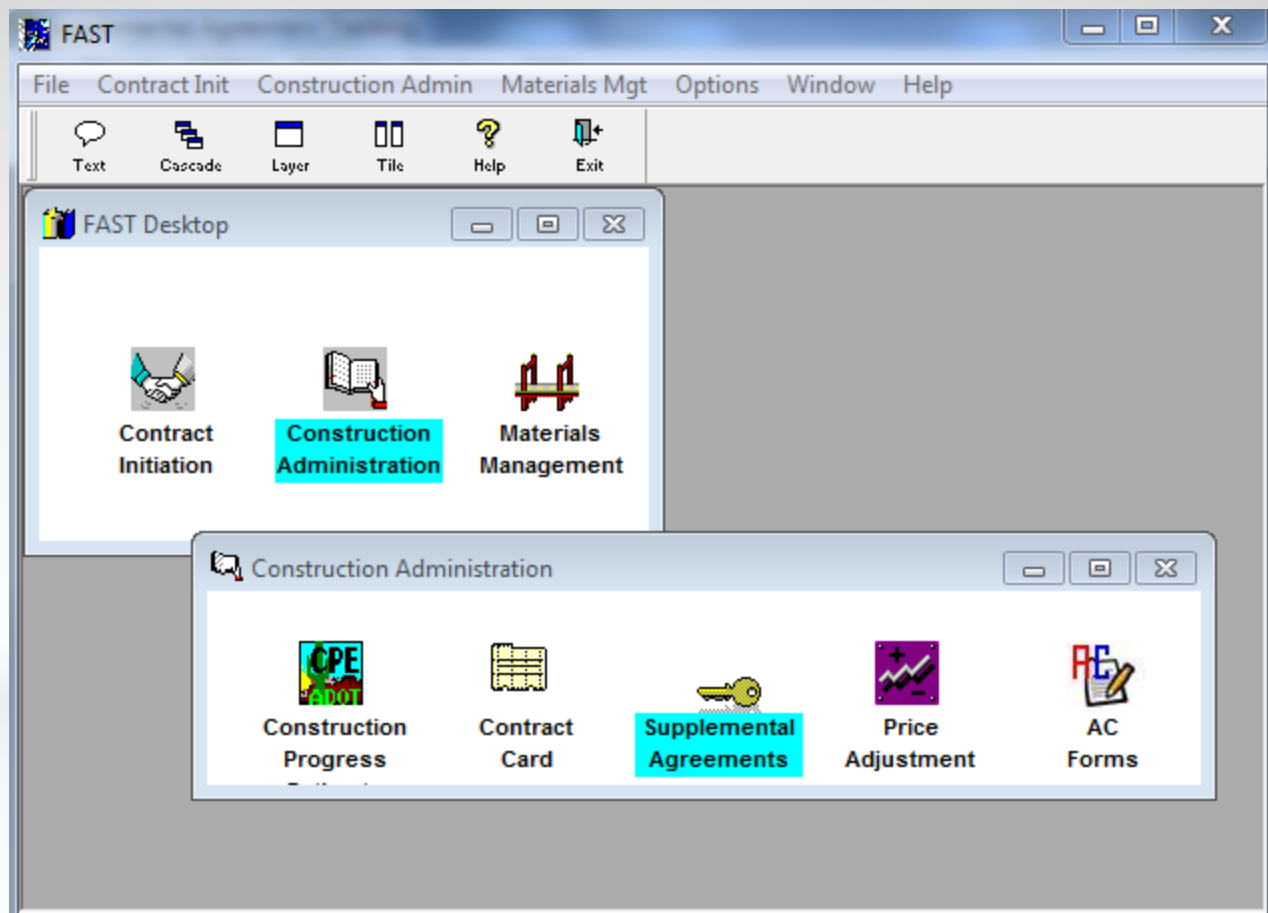 FAST
File Contract Init Construction Admin Materials Mgt Options Window Help
Text Cascade Layer Tile Help Exit
FAST Desktop
Contract Initiation
Construction Administration
Materials Management
Construction Administration
CPE
ADOT
Construction Progress
Contract Card
Supplemental Agreements
Price Adjustment
AC
AC Forms